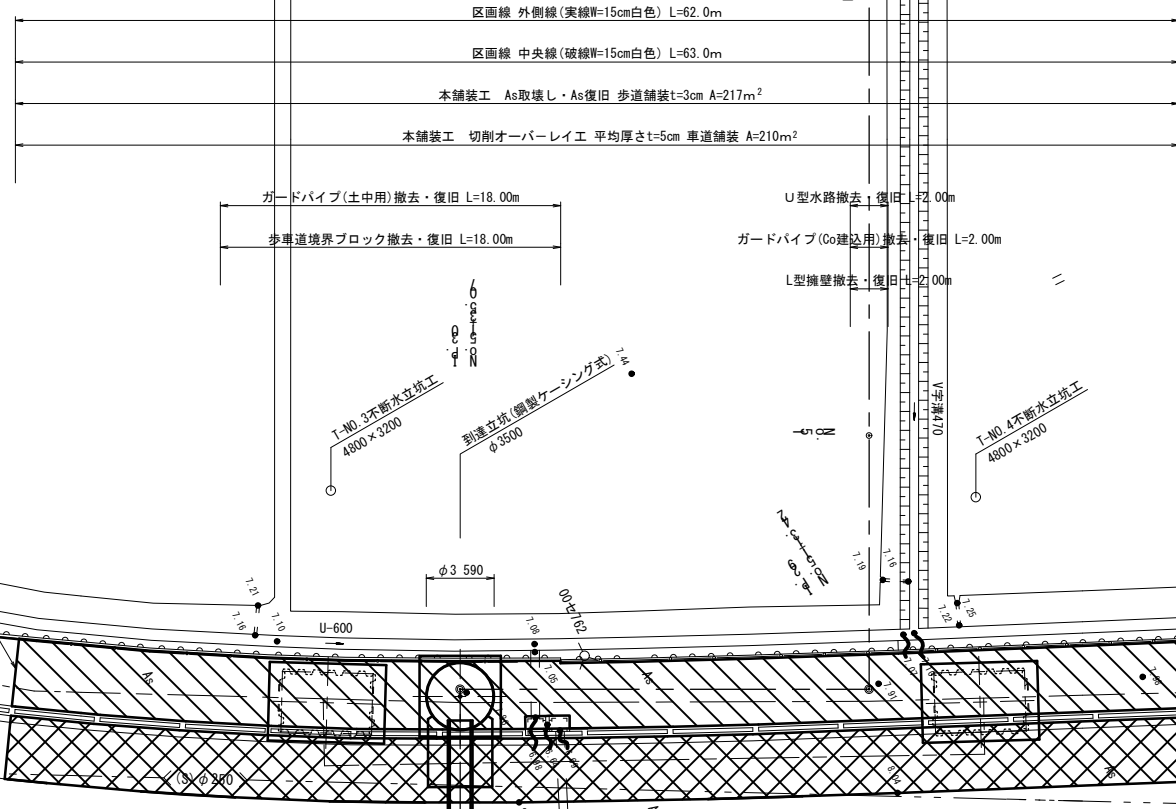 区画線 外側線(実線W=15cm白色) L=62.0m
区画線 中央線(破線W=15cm白色) L=63.0m
本舗装工 As取壊し・As復旧 歩道舗装t=3cm A=217m²
本舗装工 切削オーバーレイエ 平均厚さt=5cm 車道舗装 A=210m²
ガードパイプ(土中用)撤去・復旧 L=18.00m
U型水路撤去・復旧 L=2.00m
歩車道境界ブロック撤去・復旧 L=18.00m
ガードパイプ(Co建込用)撤去・復旧 L=2.00m
L型擁壁撤去・復旧 L=2.00m
No.5+35.07
IP.30
7.44
T-NO.3不断水立坑工
4800×3200
到達立坑(鋼製ケーシング式)
φ3500
V字溝470
T-NO.4不断水立坑工
4800×3200
IP.29
7.19
7.16
φ3 590
7.21
7.16
7.10
U-600
7.08
7.05
7.25
7.22
7.91
As
As
As
(S)φ250